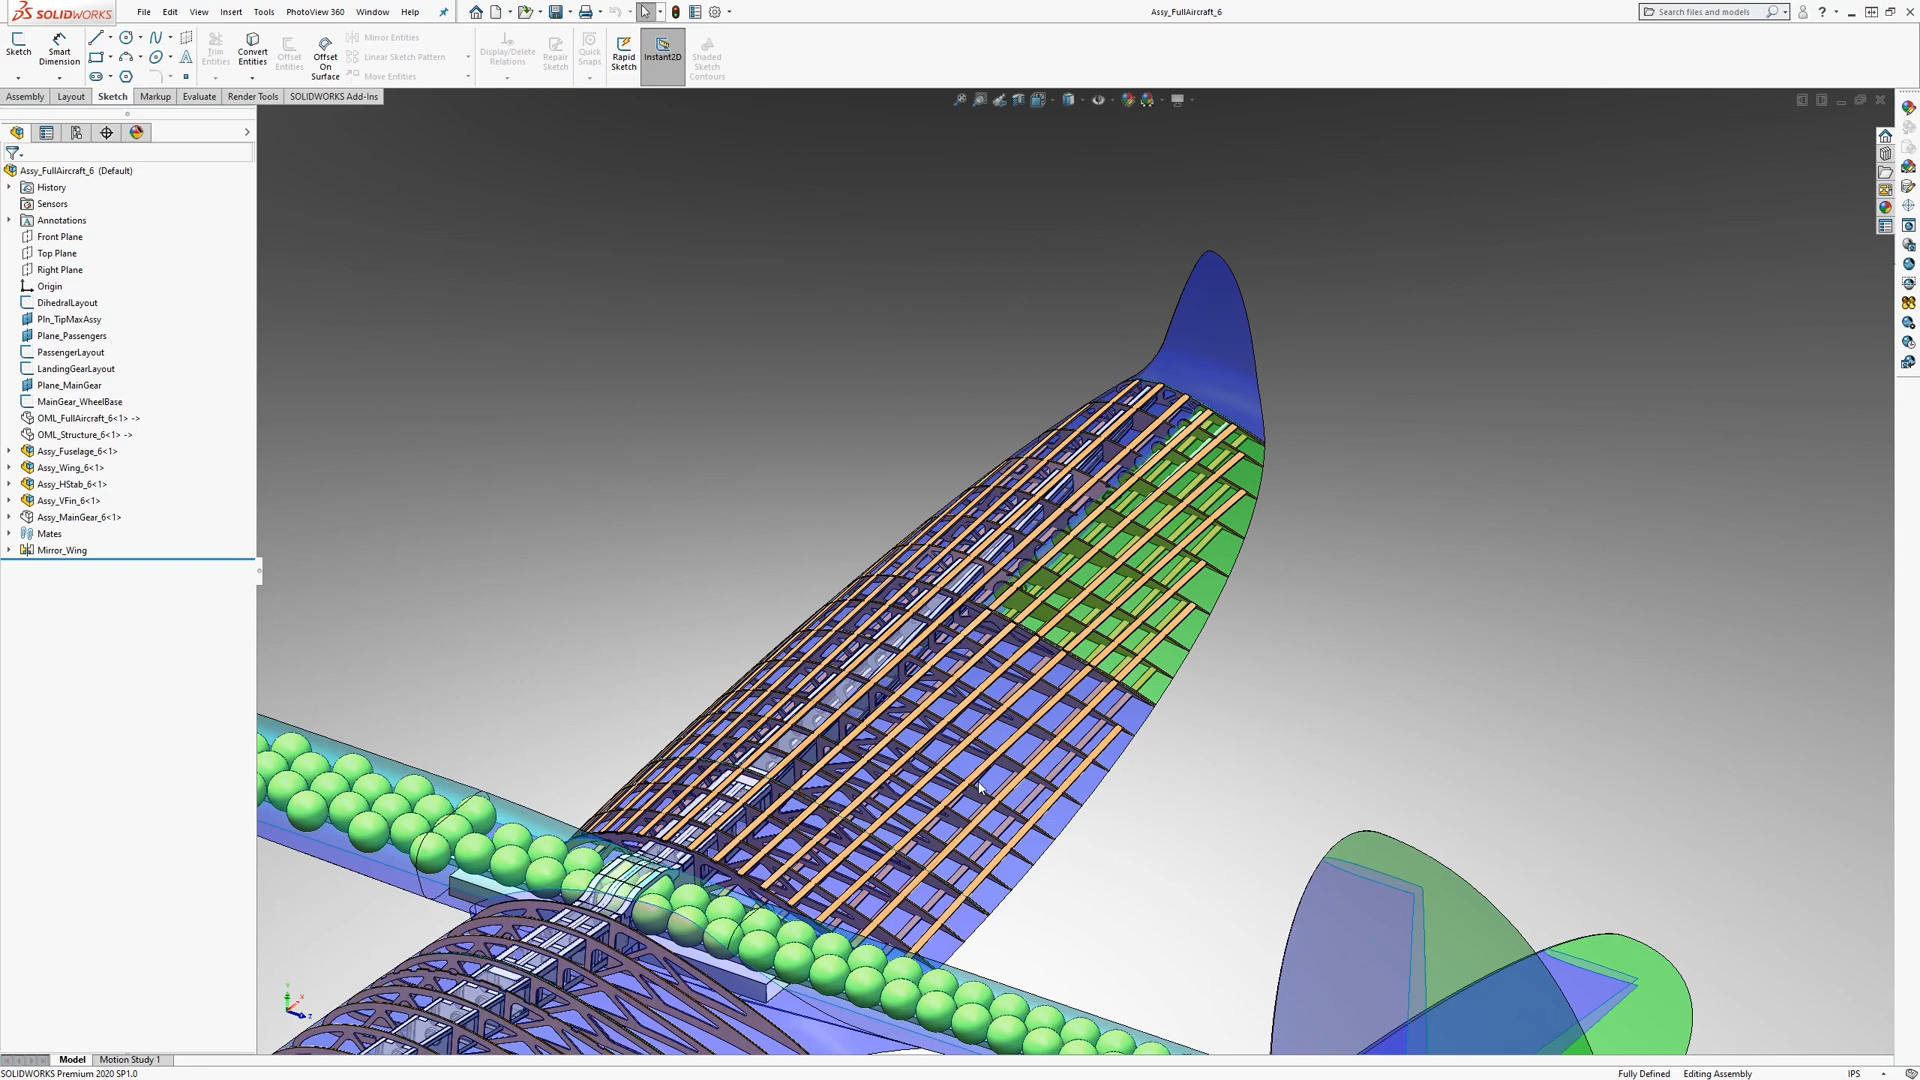 SOLIDWORKS File Edit View Insert Tools PhotoView 360 Window Help
Assy_FullAircraft_6
Search files and models
Sketch
Smart Dimension
Trim Entities
Convert Entities
Offset Entities
Offset On Surface
Mirror Entities
Linear Sketch Pattern
Move Entities
Display/Delete Relations
Repair Sketch
Quick Snaps
Rapid Sketch
Instant2D
Shaded Sketch Contours
Assembly Layout Sketch Markup Evaluate Render Tools SOLIDWORKS Add-Ins
Assy_FullAircraft_6 (Default)
History
Sensors
Annotations
Front Plane
Top Plane
Right Plane
Origin
DihedralLayout
Pln_TipMaxAssy
Plane_Passengers
PassengerLayout
LandingGearLayout
Plane_MainGear
MainGear_WheelBase
OML_FullAircraft_6<1> ->
OML_Structure_6<1> ->
Assy_Fuselage_6<1>
Assy_Wing_6<1>
Assy_HStab_6<1>
Assy_VFin_6<1>
Assy_MainGear_6<1>
Mates
Mirror_Wing
Model Motion Study 1
SOLIDWORKS Premium 2020 SP1.0
Fully Defined Editing Assembly IPS